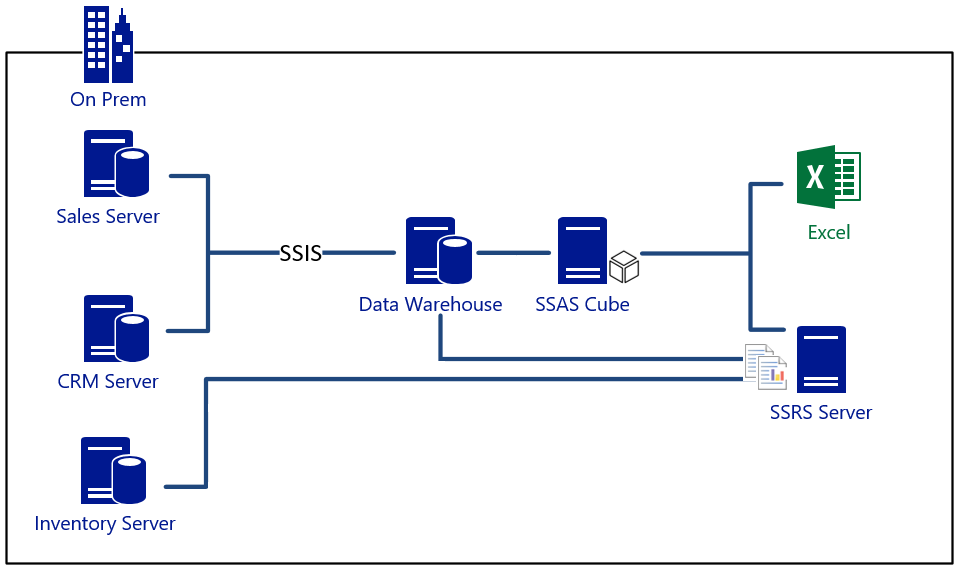 On Prem
Sales Server
X
Excel
SSIS
Data Warehouse
SSAS Cube
CRM Server
SSRS Server
Inventory Server